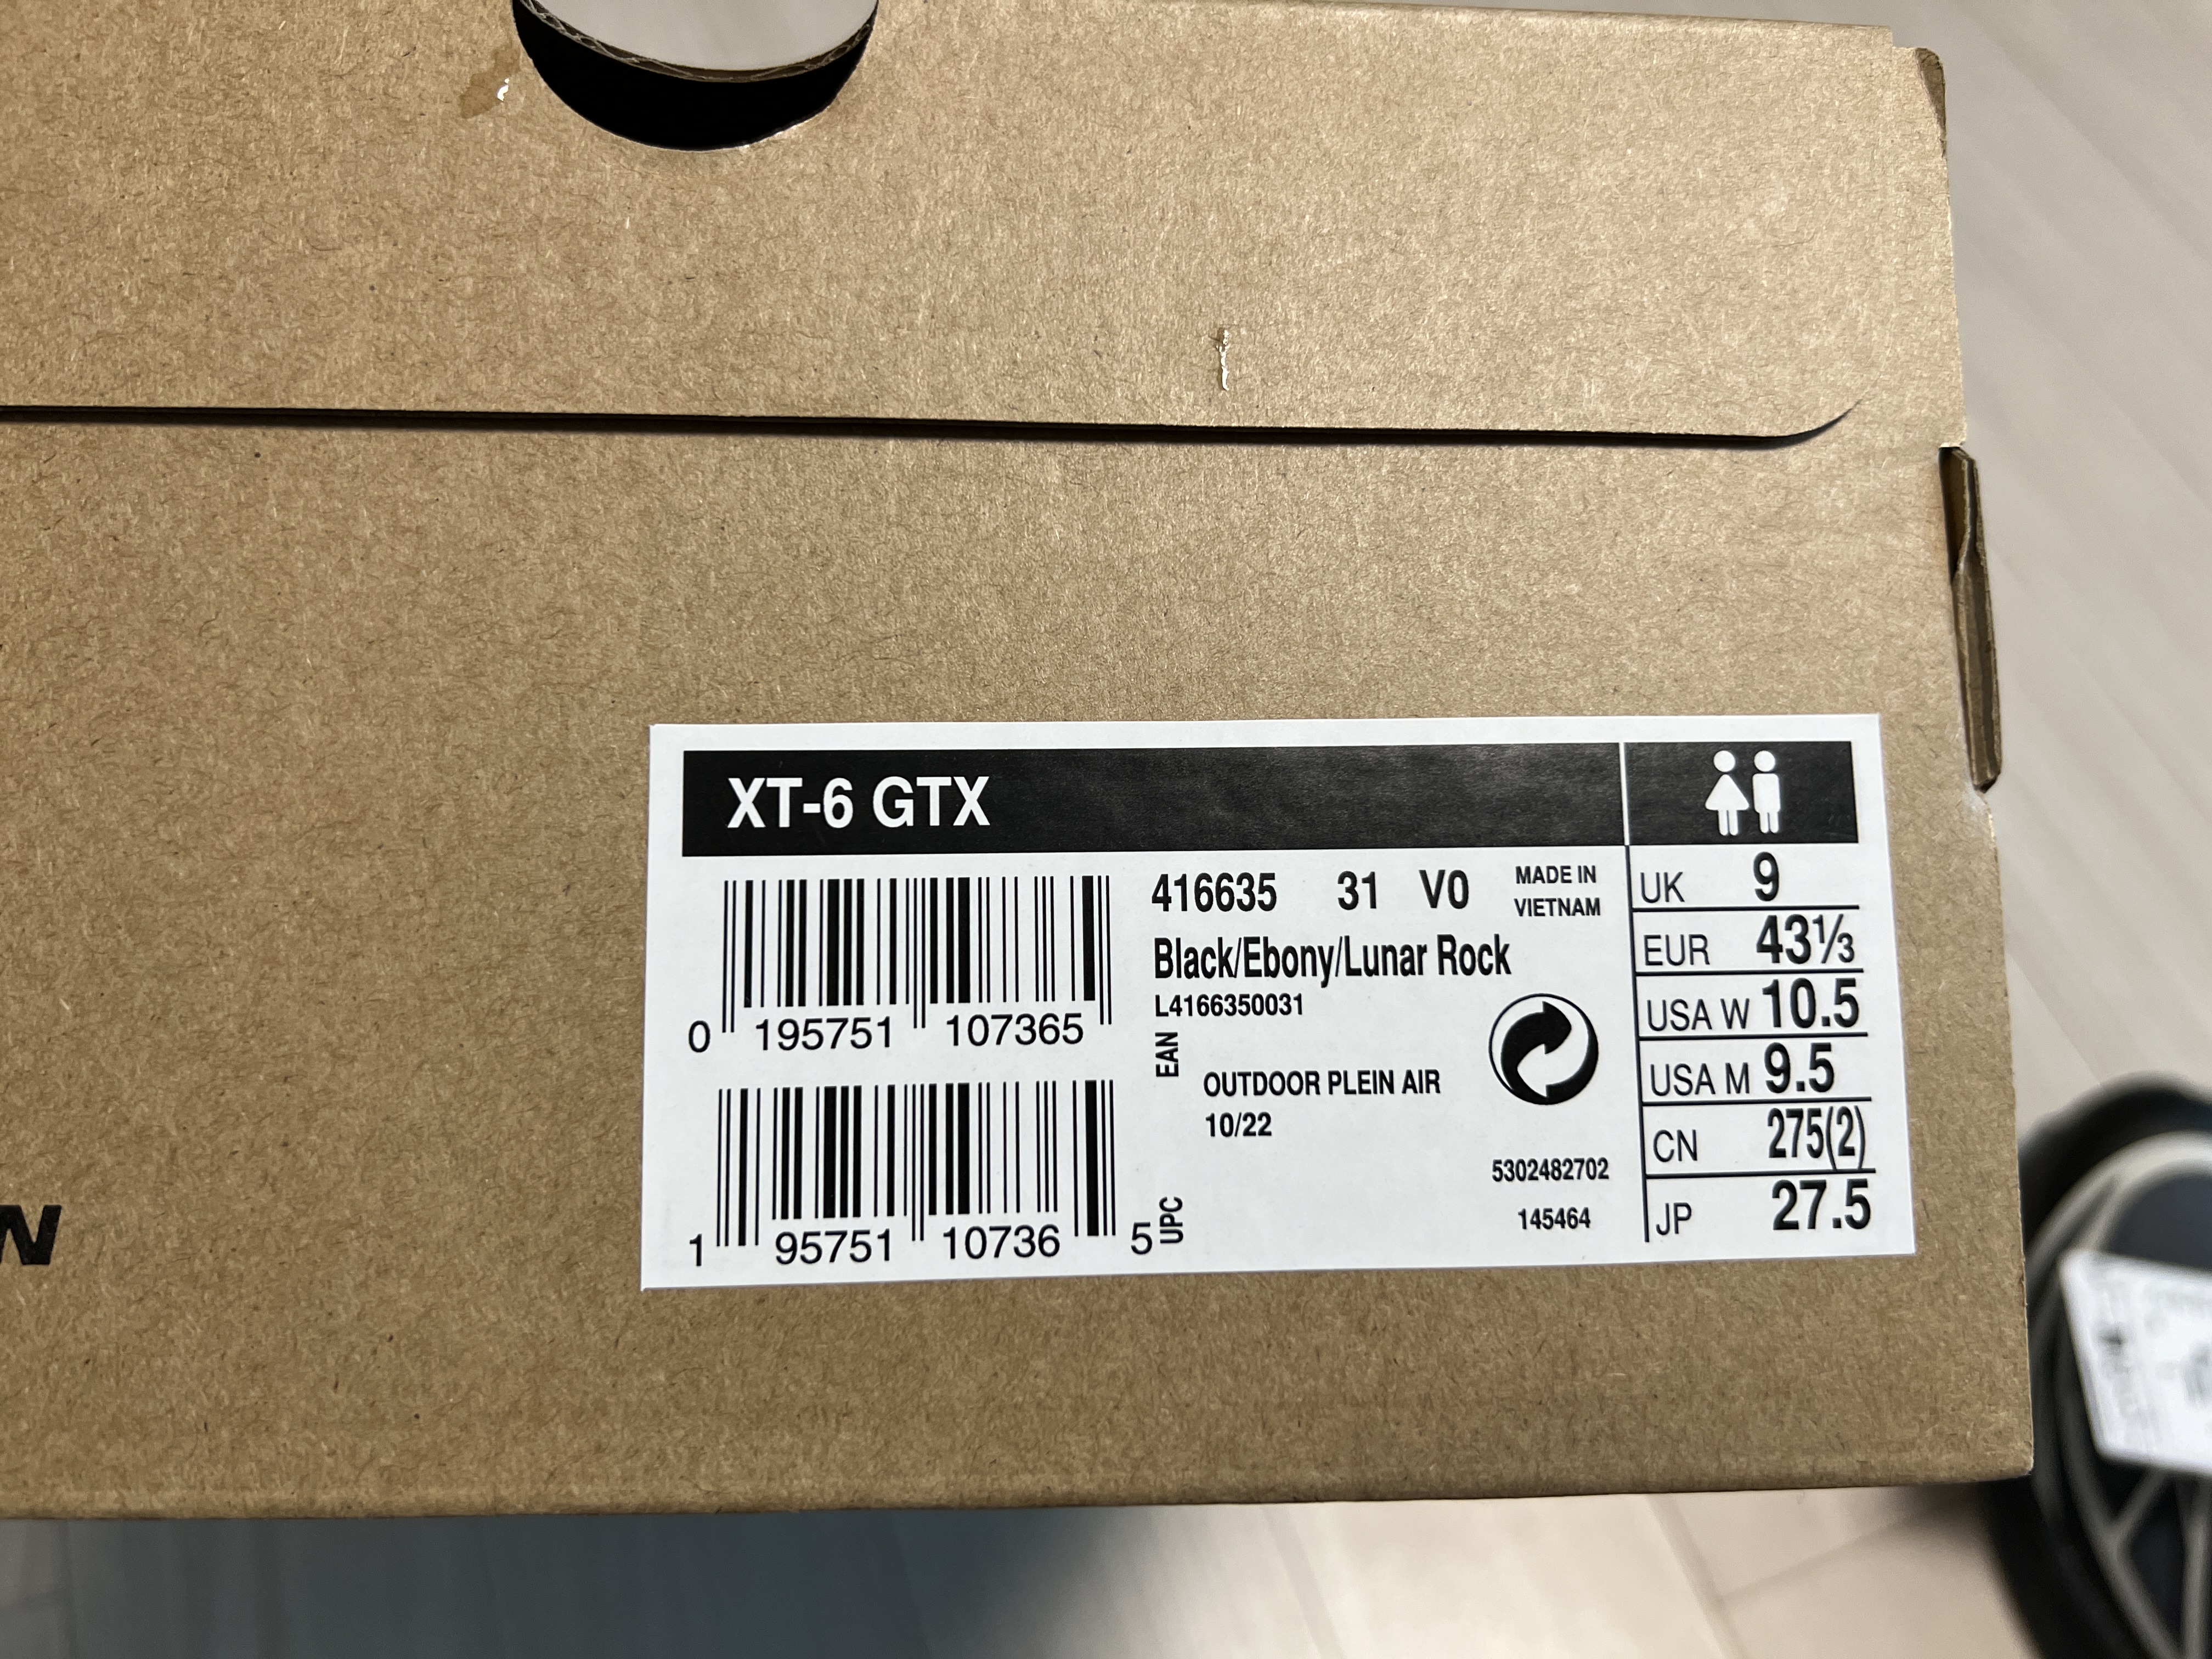 XT-6 GTX
416635 31 V0
MADE IN
VIETNAM
Black/Ebony/Lunar Rock
L4166350031
0 195751 107365
EAN
OUTDOOR PLEIN AIR
10/22
5302482702
145464
1 95751 10736 5
UPC
UK 9
EUR 43⅓
USA W 10.5
USA M 9.5
CN 275(2)
JP 27.5